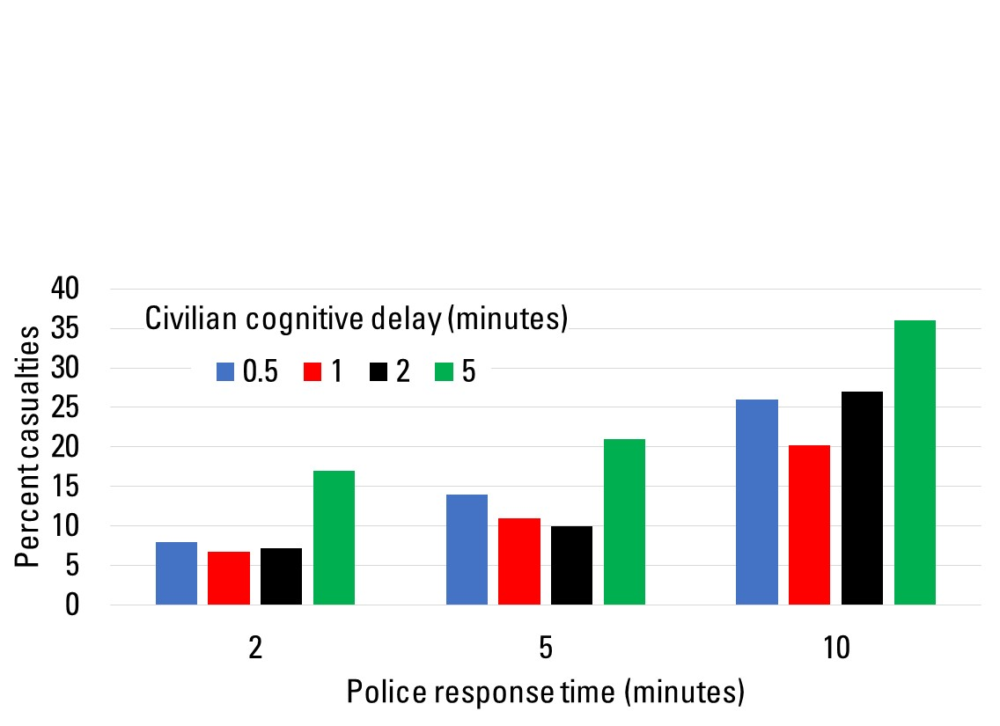 40
Civilian cognitive delay (minutes)
35
30
0.5 1 2 5
25
20
15
10
5
0
Percent casualties
2 5 10
Police response time (minutes)